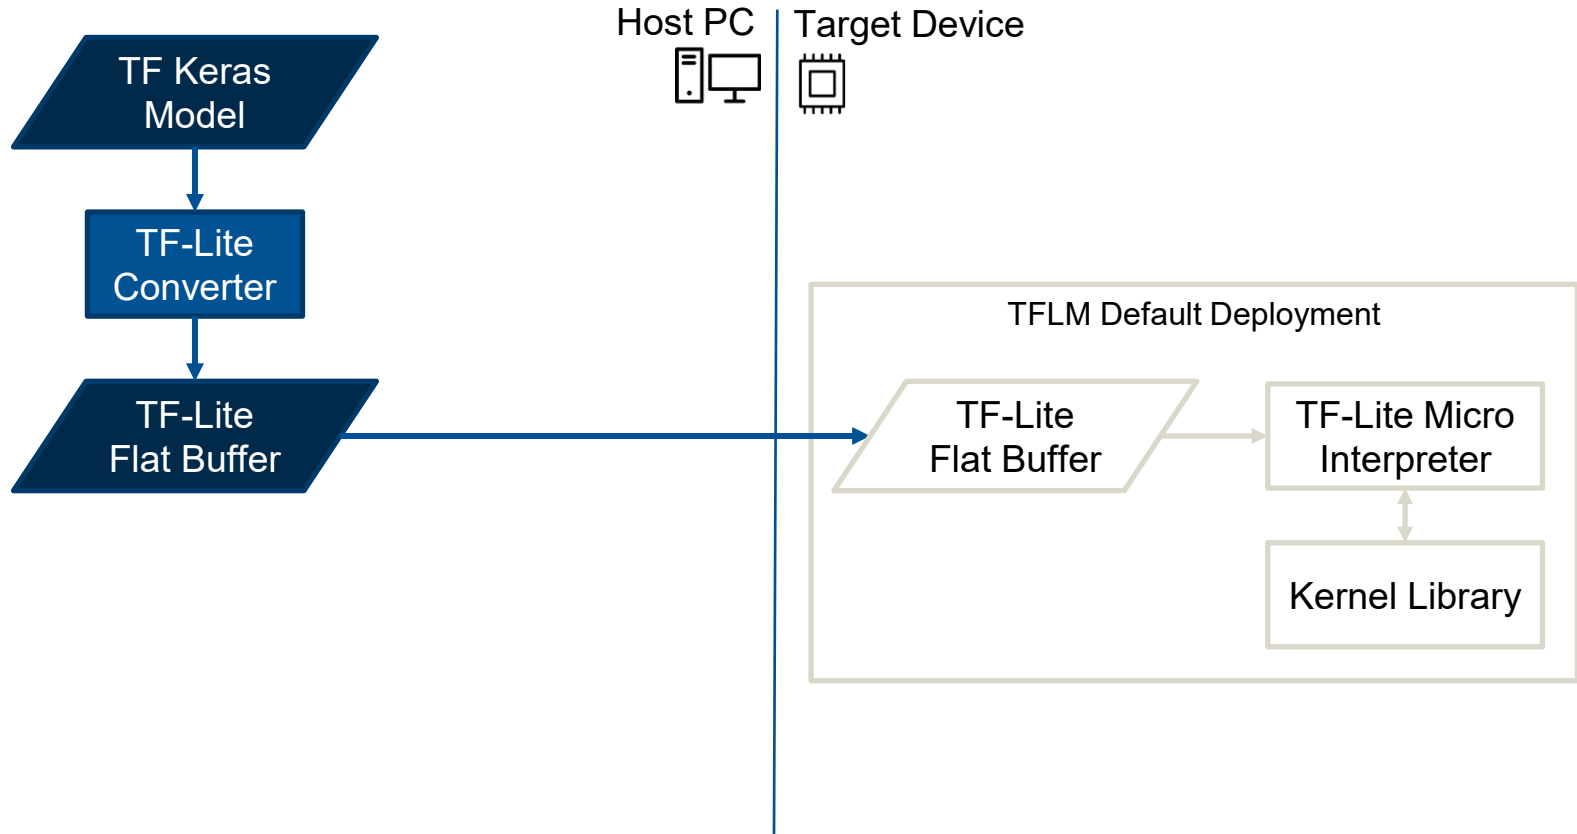 Host PC
Target Device
TF Keras
Model
TF-Lite
Converter
TF-Lite
Flat Buffer
TFLM Default Deployment
TF-Lite
Flat Buffer
TF-Lite Micro
Interpreter
Kernel Library